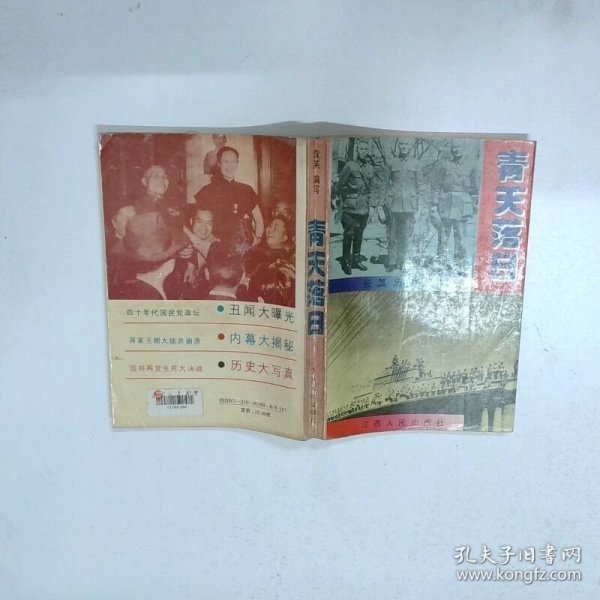 四十年代国民党政坛
丑闻大曝光
蒋家王朝大陆总崩溃
内幕大揭秘
国共两党生死大决战
历史大写真
编写
青天落日
青天落日
江西人民出版社
孔夫子旧书网
www.kongfz.com